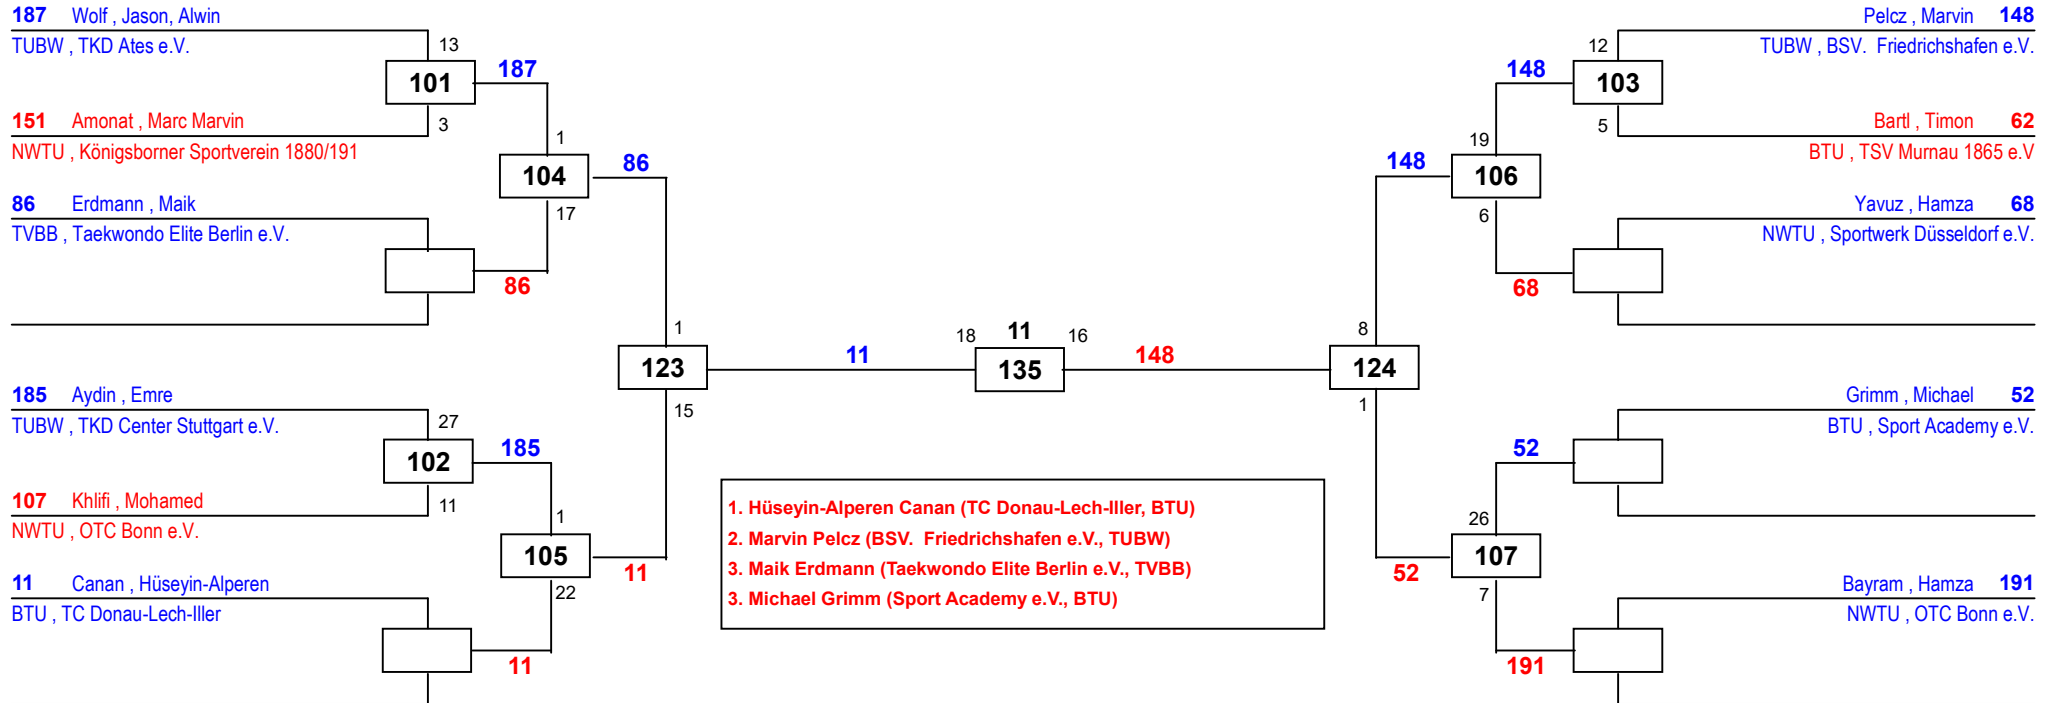 187 Wolf , Jason, Alwin
TUBW , TKD Ates e.V.
13
101
187
3
151 Amonat , Marc Marvin
NWTU , Königsborner Sportverein 1880/191
1
104
86
17
86 Erdmann , Maik
TVBB , Taekwondo Elite Berlin e.V.
86
1
123
11
15
185 Aydin , Emre
TUBW , TKD Center Stuttgart e.V.
27
102
185
11
107 Khlifi , Mohamed
NWTU , OTC Bonn e.V.
1
105
11
22
11 Canan , Hüseyin-Alperen
BTU , TC Donau-Lech-Iller
11
18 11 16
135
148
1. Hüseyin-Alperen Canan (TC Donau-Lech-Iller, BTU)
2. Marvin Pelcz (BSV. Friedrichshafen e.V., TUBW)
3. Maik Erdmann (Taekwondo Elite Berlin e.V., TVBB)
3. Michael Grimm (Sport Academy e.V., BTU)
Pelcz , Marvin 148
TUBW , BSV. Friedrichshafen e.V.
12
148
103
5
Bartl , Timon 62
BTU , TSV Murnau 1865 e.V
19
148
106
6
Yavuz , Hamza 68
NWTU , Sportwerk Düsseldorf e.V.
68
8
124
1
Grimm , Michael 52
BTU , Sport Academy e.V.
52
26
107
52
7
Bayram , Hamza 191
NWTU , OTC Bonn e.V.
191